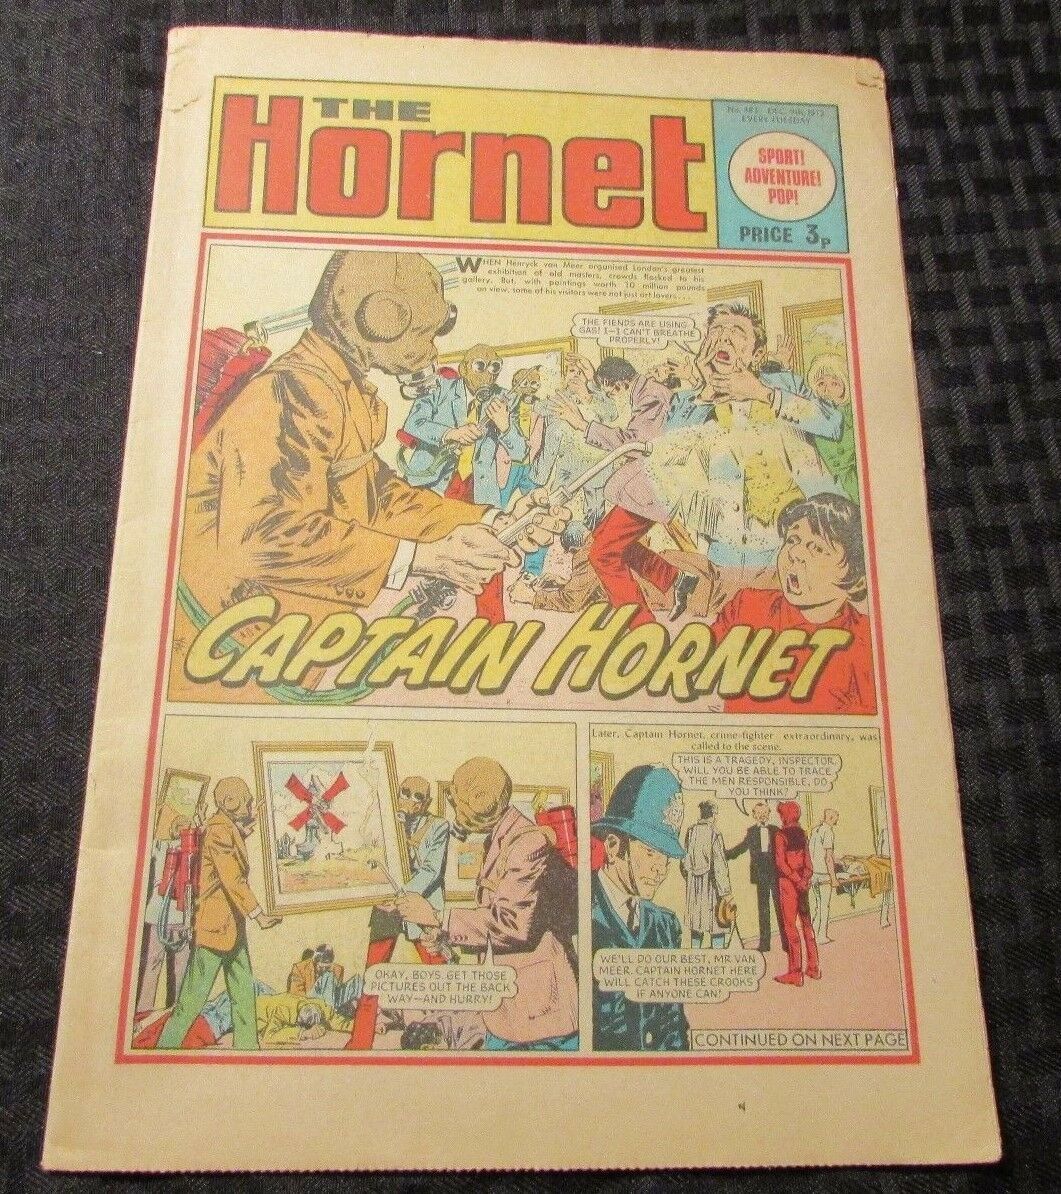 THE
Hornet
DEC. 9th, 1972
EVERY TUESDAY
SPORT!
ADVENTURE!
POP!
PRICE 3p
WHEN Henryck van Meer organised London's greatest
exhibition of old masters, crowds flocked to his
gallery. But, with paintings worth 10 million pounds
on view, some of his visitors were not just art lovers . . .
THE FIENDS ARE USING
GAS! I—I CAN'T BREATHE
PROPERLY!
CAPTAIN HORNET
OKAY, BOYS. GET THOSE
PICTURES OUT THE BACK
WAY—AND HURRY!
Later, Captain Hornet, crime-fighter extraordinary, was
called to the scene.
THIS IS A TRAGEDY, INSPECTOR.
WILL YOU BE ABLE TO TRACE
THE MEN RESPONSIBLE, DO
YOU THINK?
WE'LL DO OUR BEST, MR VAN
MEER. CAPTAIN HORNET HERE
WILL CATCH THESE CROOKS
IF ANYONE CAN!
CONTINUED ON NEXT PAGE